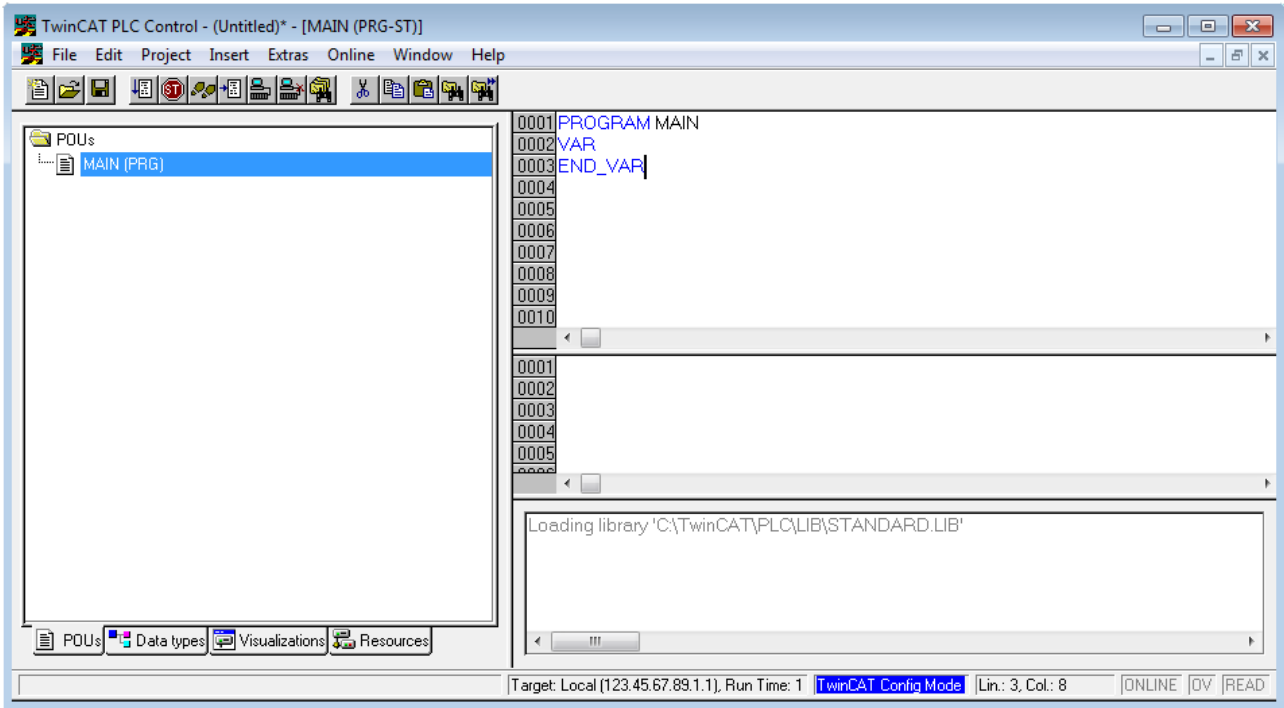 TwinCAT PLC Control - (Untitled)* - [MAIN (PRG-ST)]
File Edit Project Insert Extras Online Window Help
ST
POUs
MAIN (PRG)
0001 PROGRAM MAIN
0002 VAR
0003 END_VAR
0004
0005
0006
0007
0008
0009
0010
0001
0002
0003
0004
0005
Loading library 'C:\TwinCAT\PLC\LIB\STANDARD.LIB'
POUs Data types Visualizations Resources
Target: Local (123.45.67.89.1.1), Run Time: 1 TwinCAT Config Mode Lin.: 3, Col.: 8 ONLINE OV READ